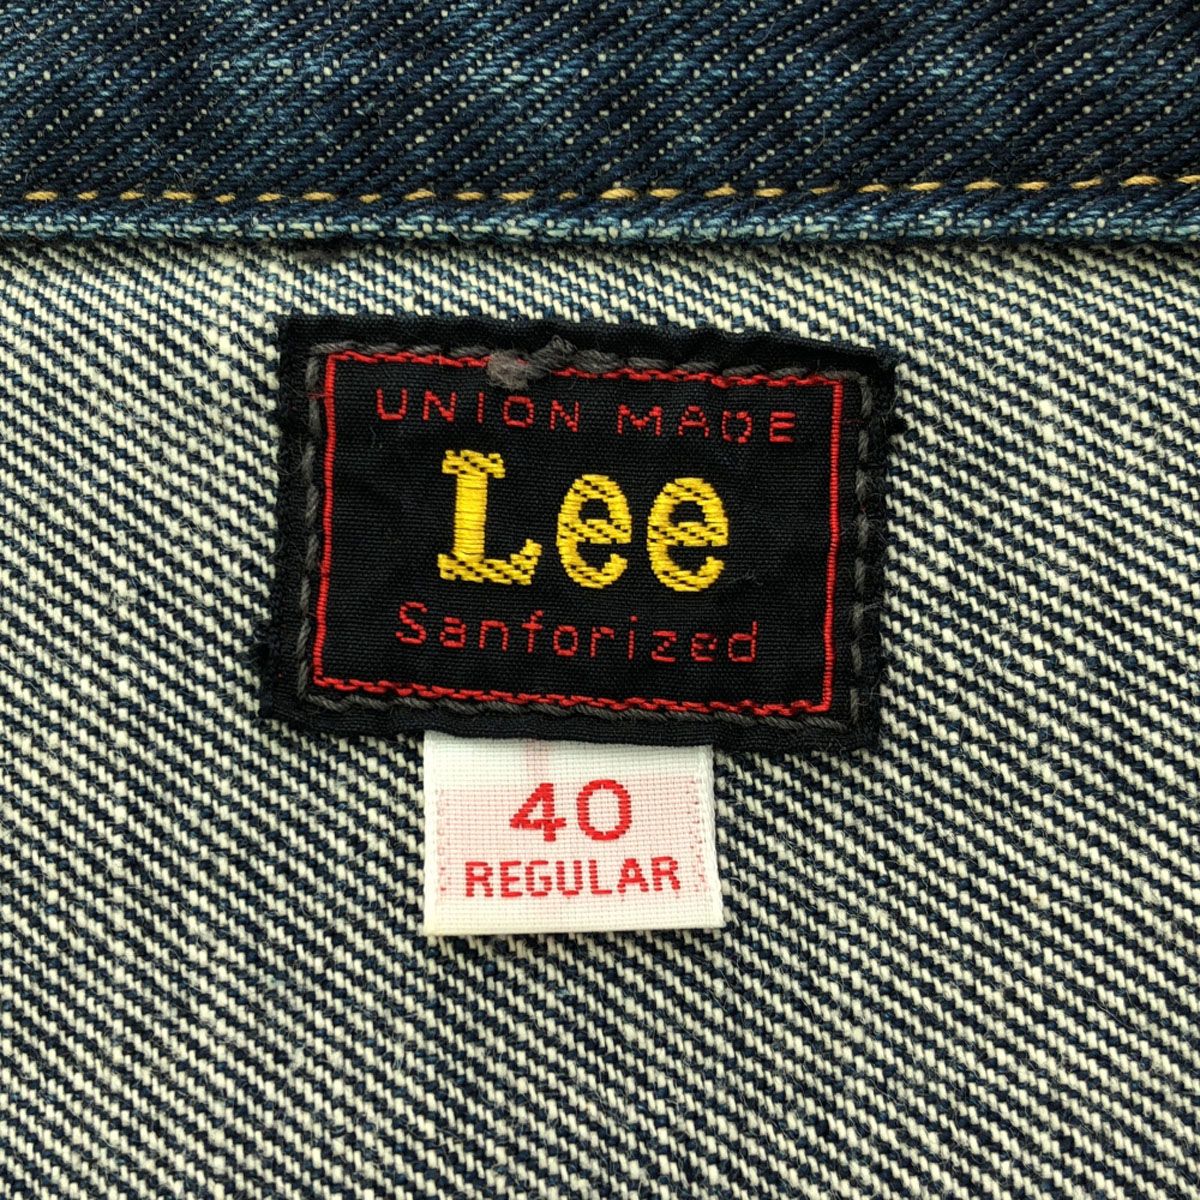 UNION MADE
Lee
Sanforized
40
REGULAR